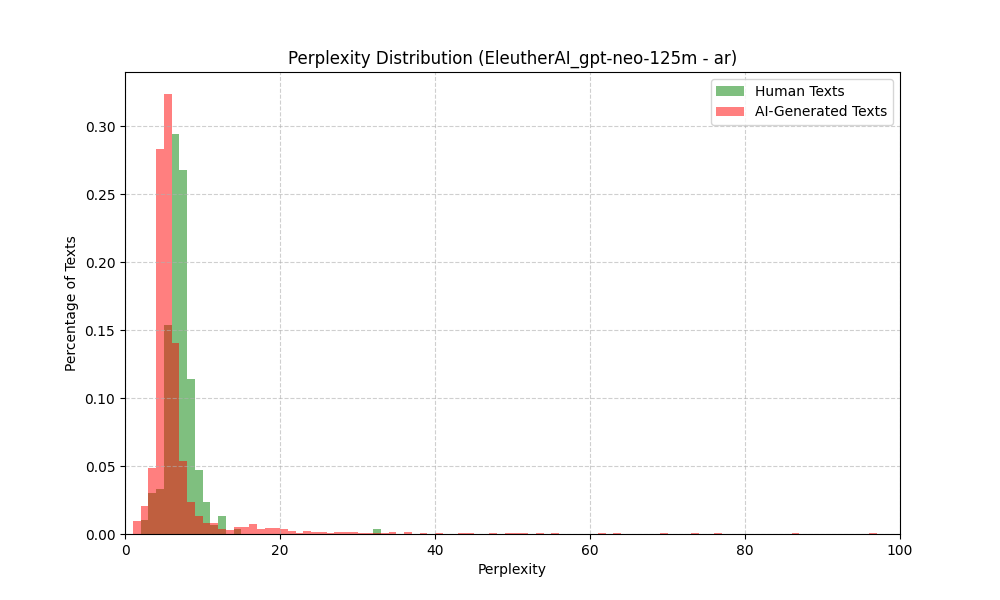 Perplexity Distribution (EleutherAI_gpt-neo-125m - ar)
Human Texts
AI-Generated Texts
Percentage of Texts
0.30
0.25
0.20
0.15
0.10
0.05
0.00
0 20 40 60 80 100
Perplexity